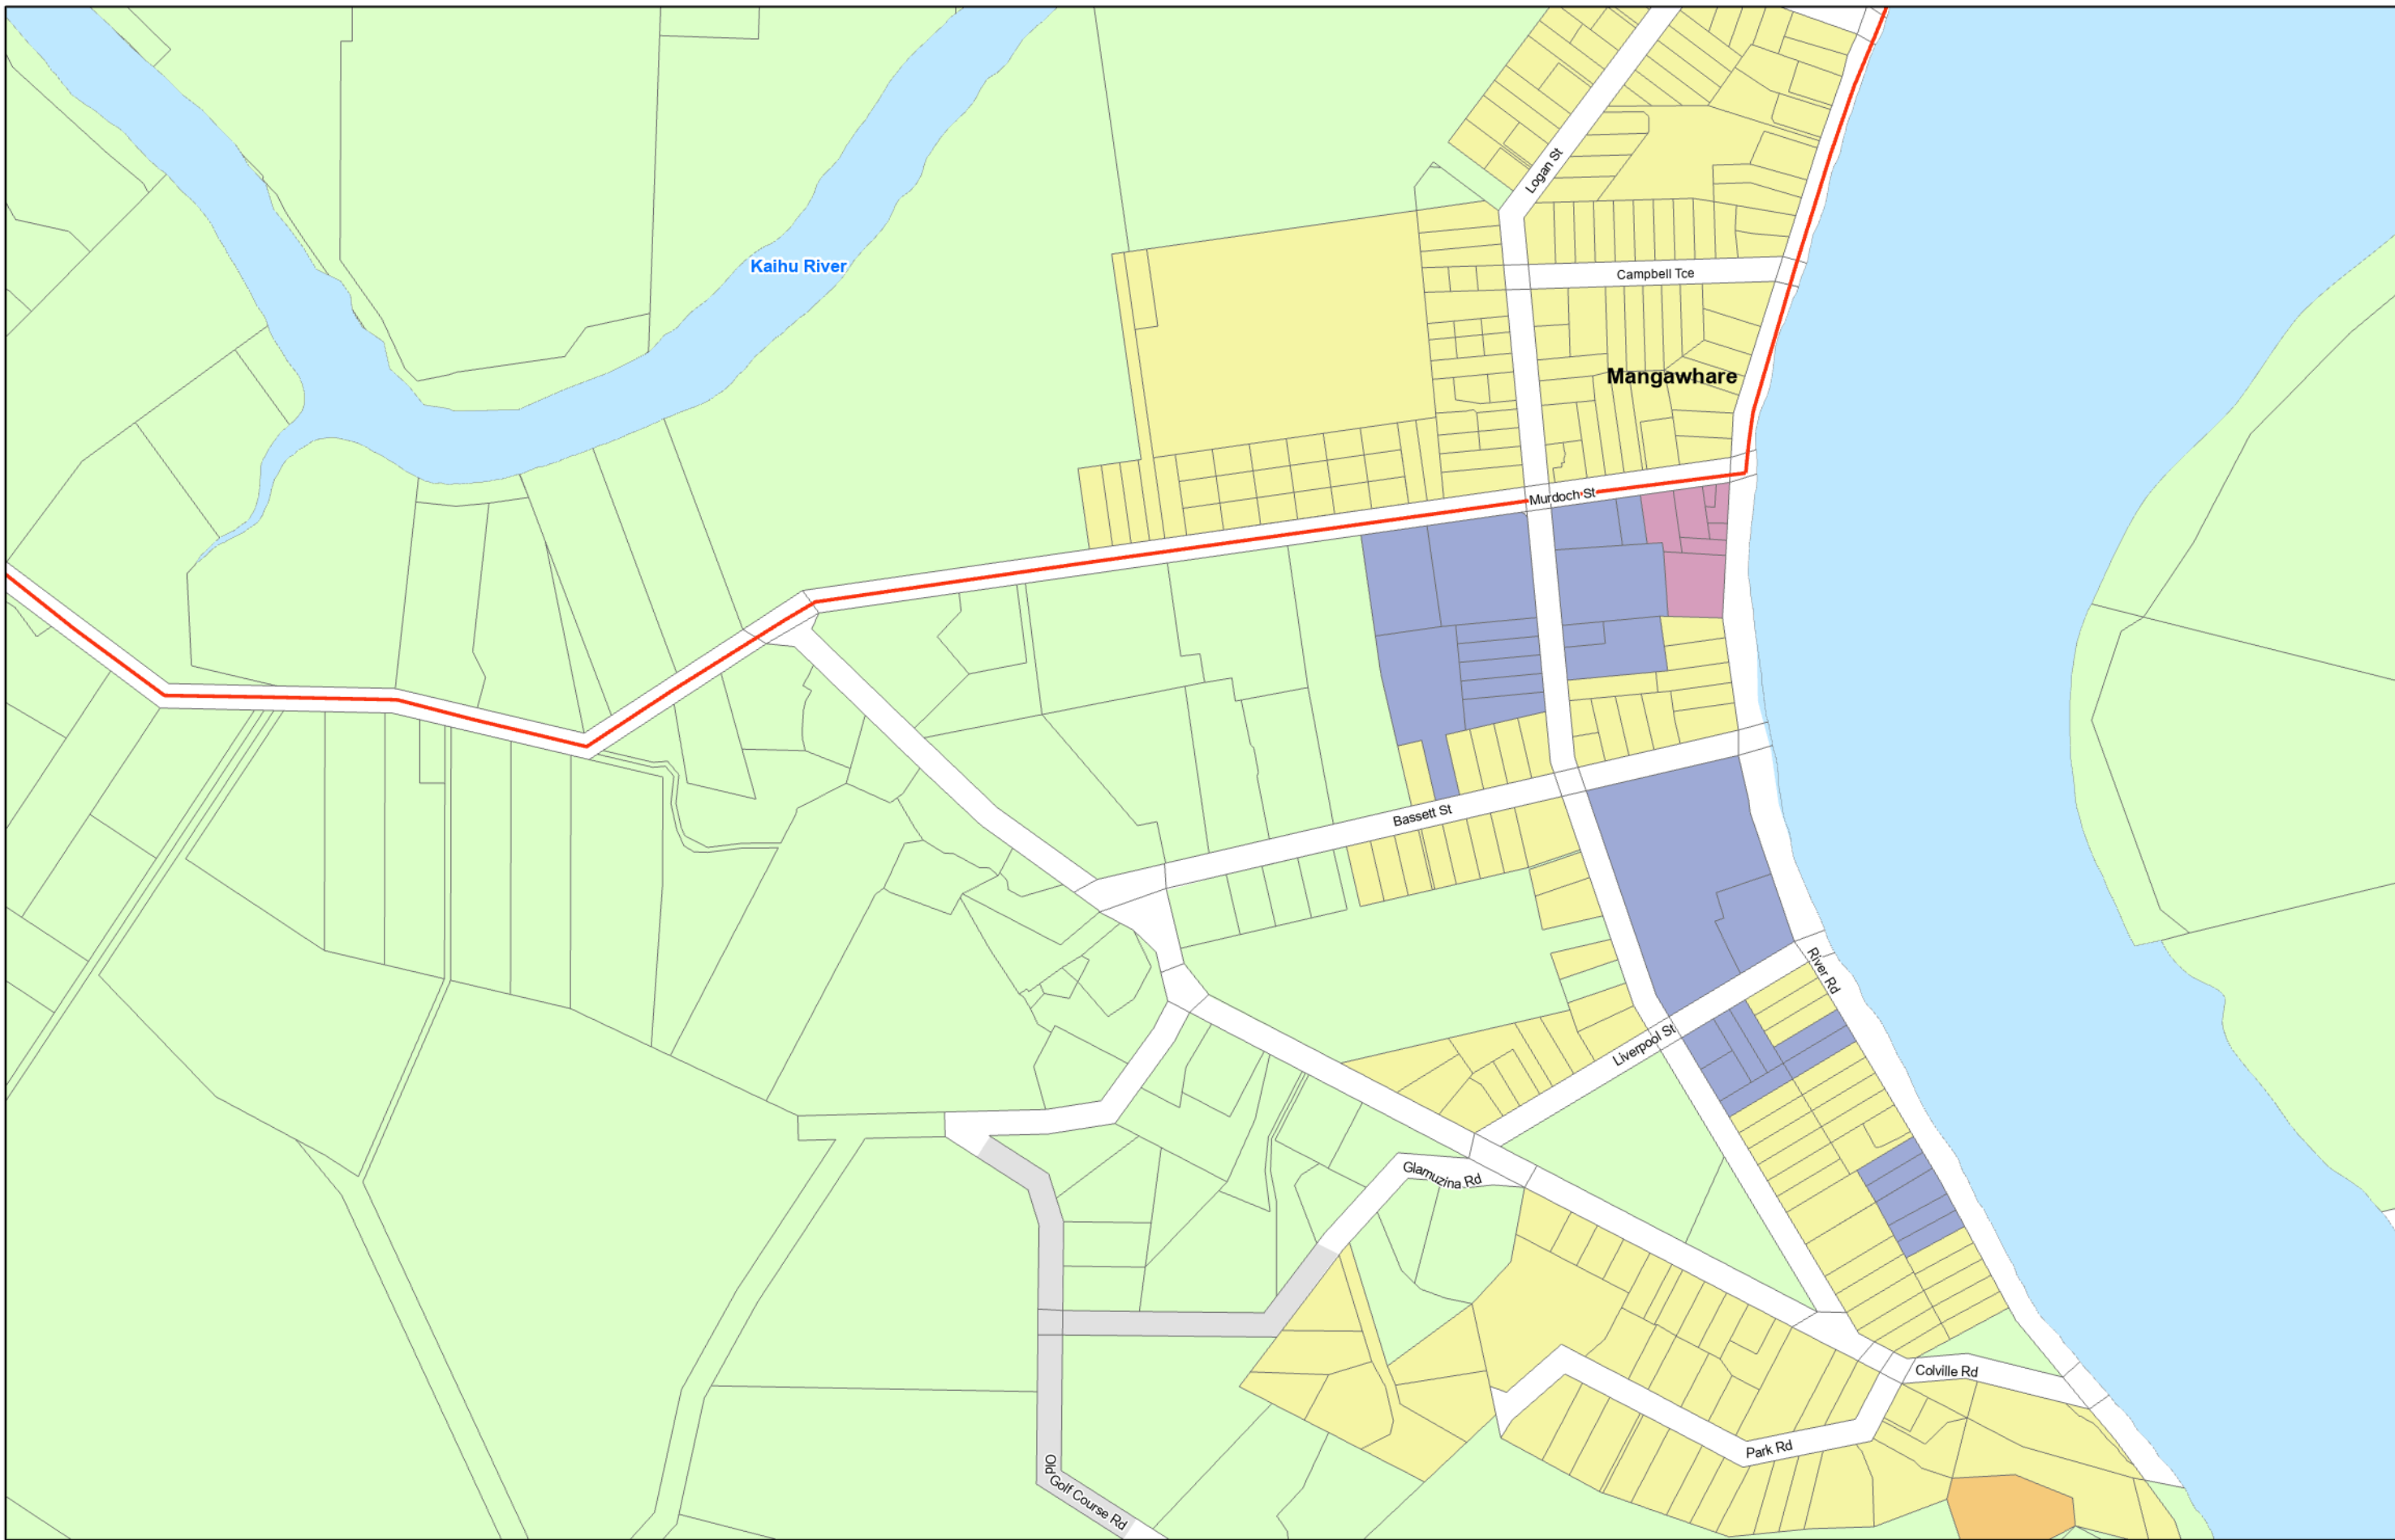 Logan St
Kaihu River
Campbell Tce
Mangawhare
Murdoch St
Bassett St
River Rd
Liverpool St
Glamuzina Rd
Colville Rd
Park Rd
Old Golf Course Rd